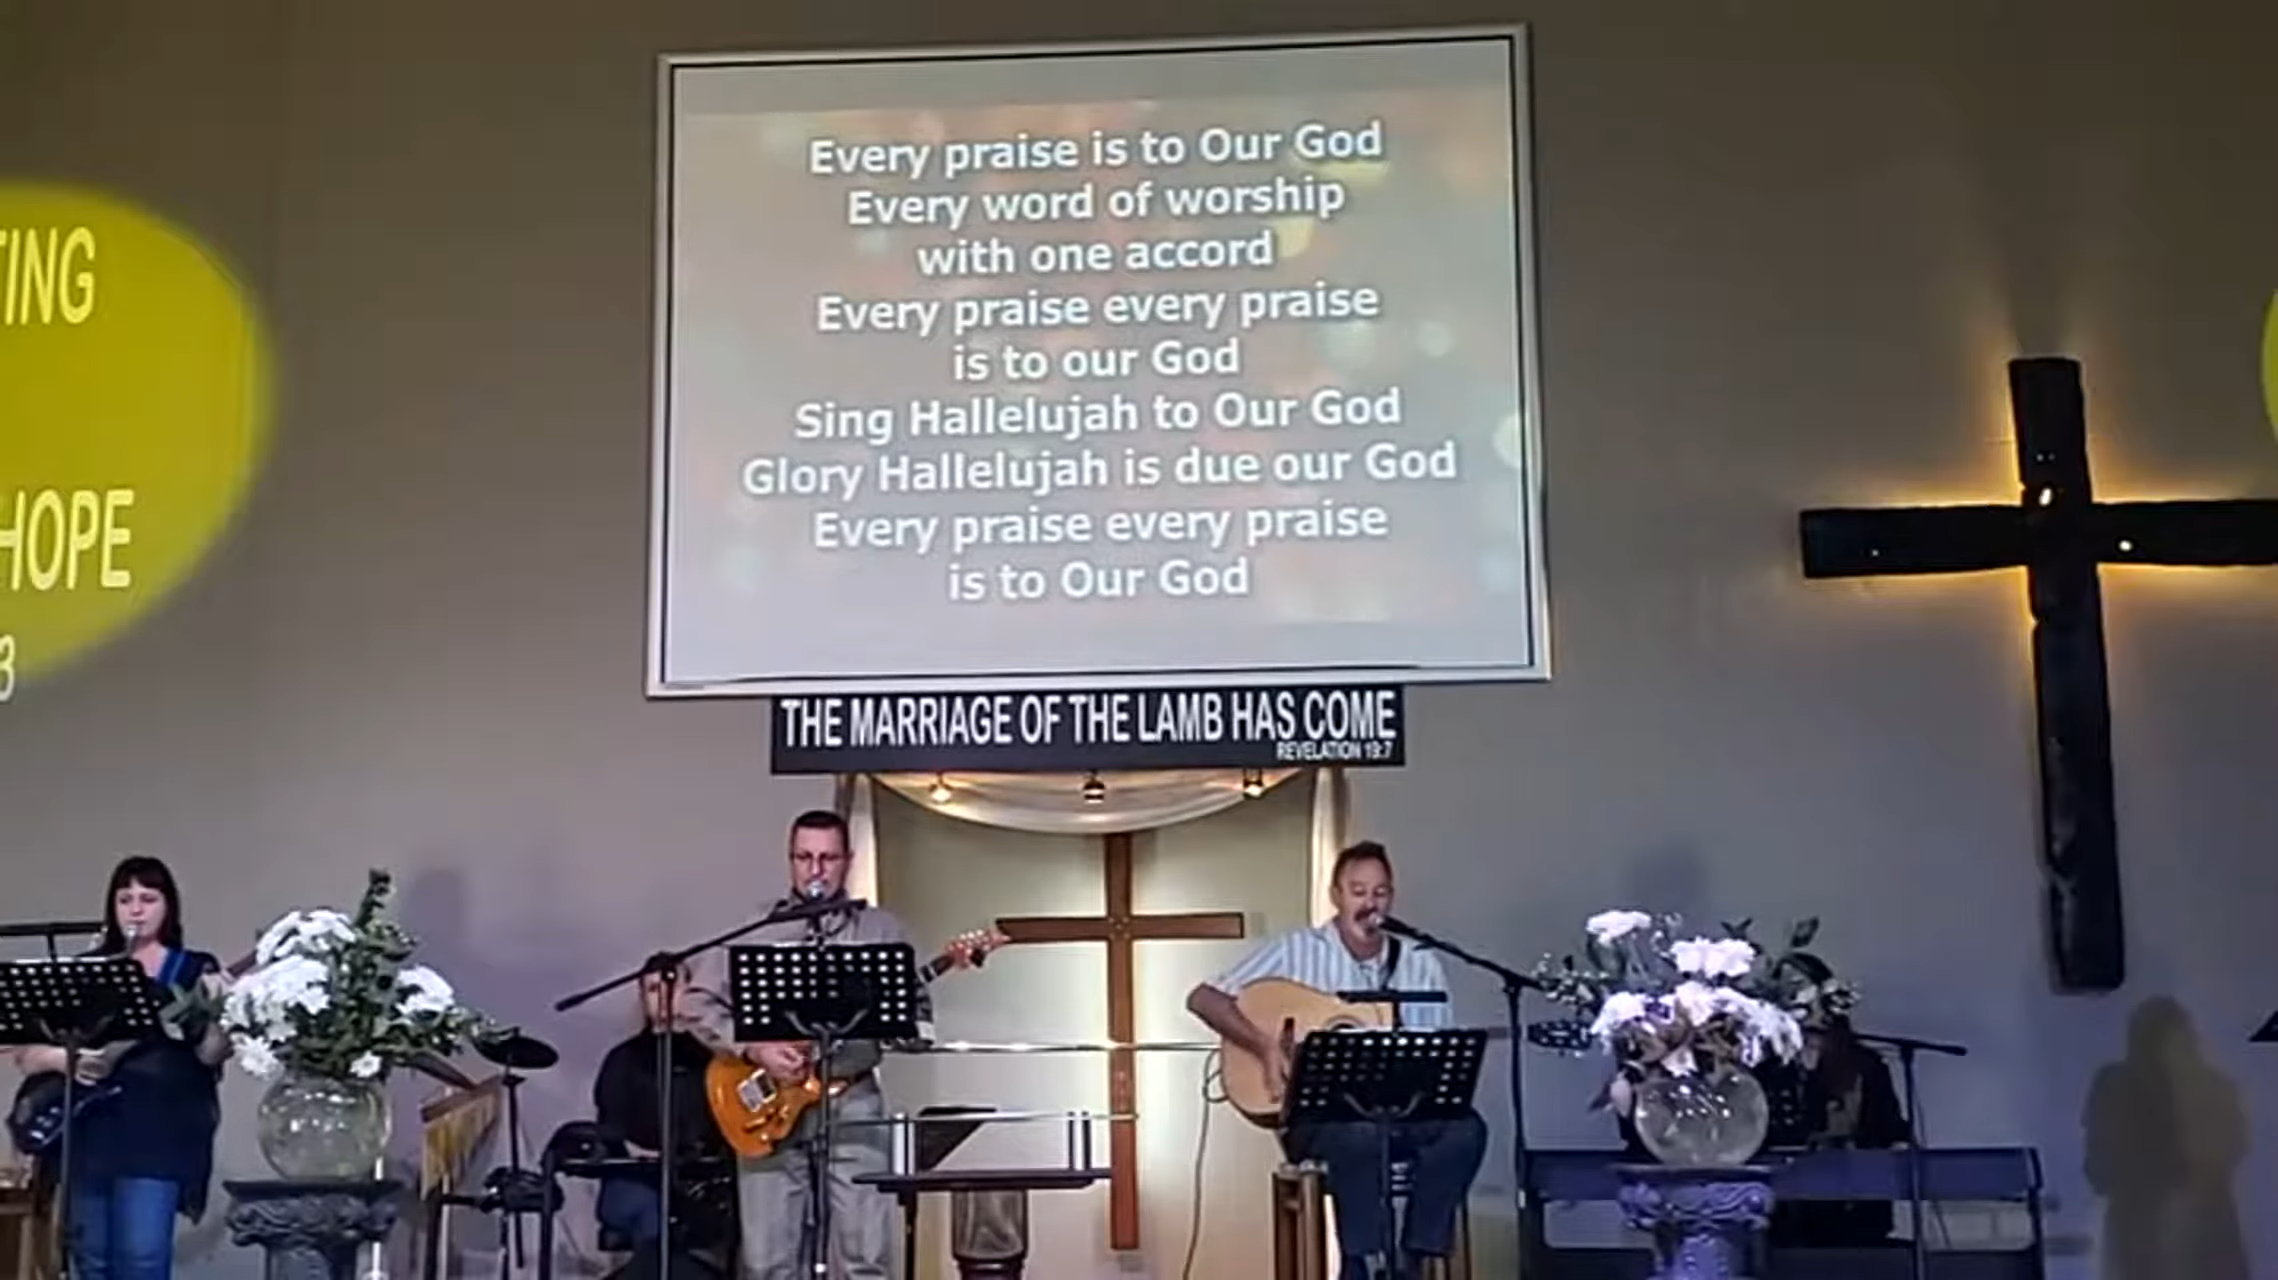 TING
HOPE
3
Every praise is to Our God
Every word of worship
with one accord
Every praise every praise
is to our God
Sing Hallelujah to Our God
Glory Hallelujah is due our God
Every praise every praise
is to Our God
THE MARRIAGE OF THE LAMB HAS COME
REVELATION 19:7